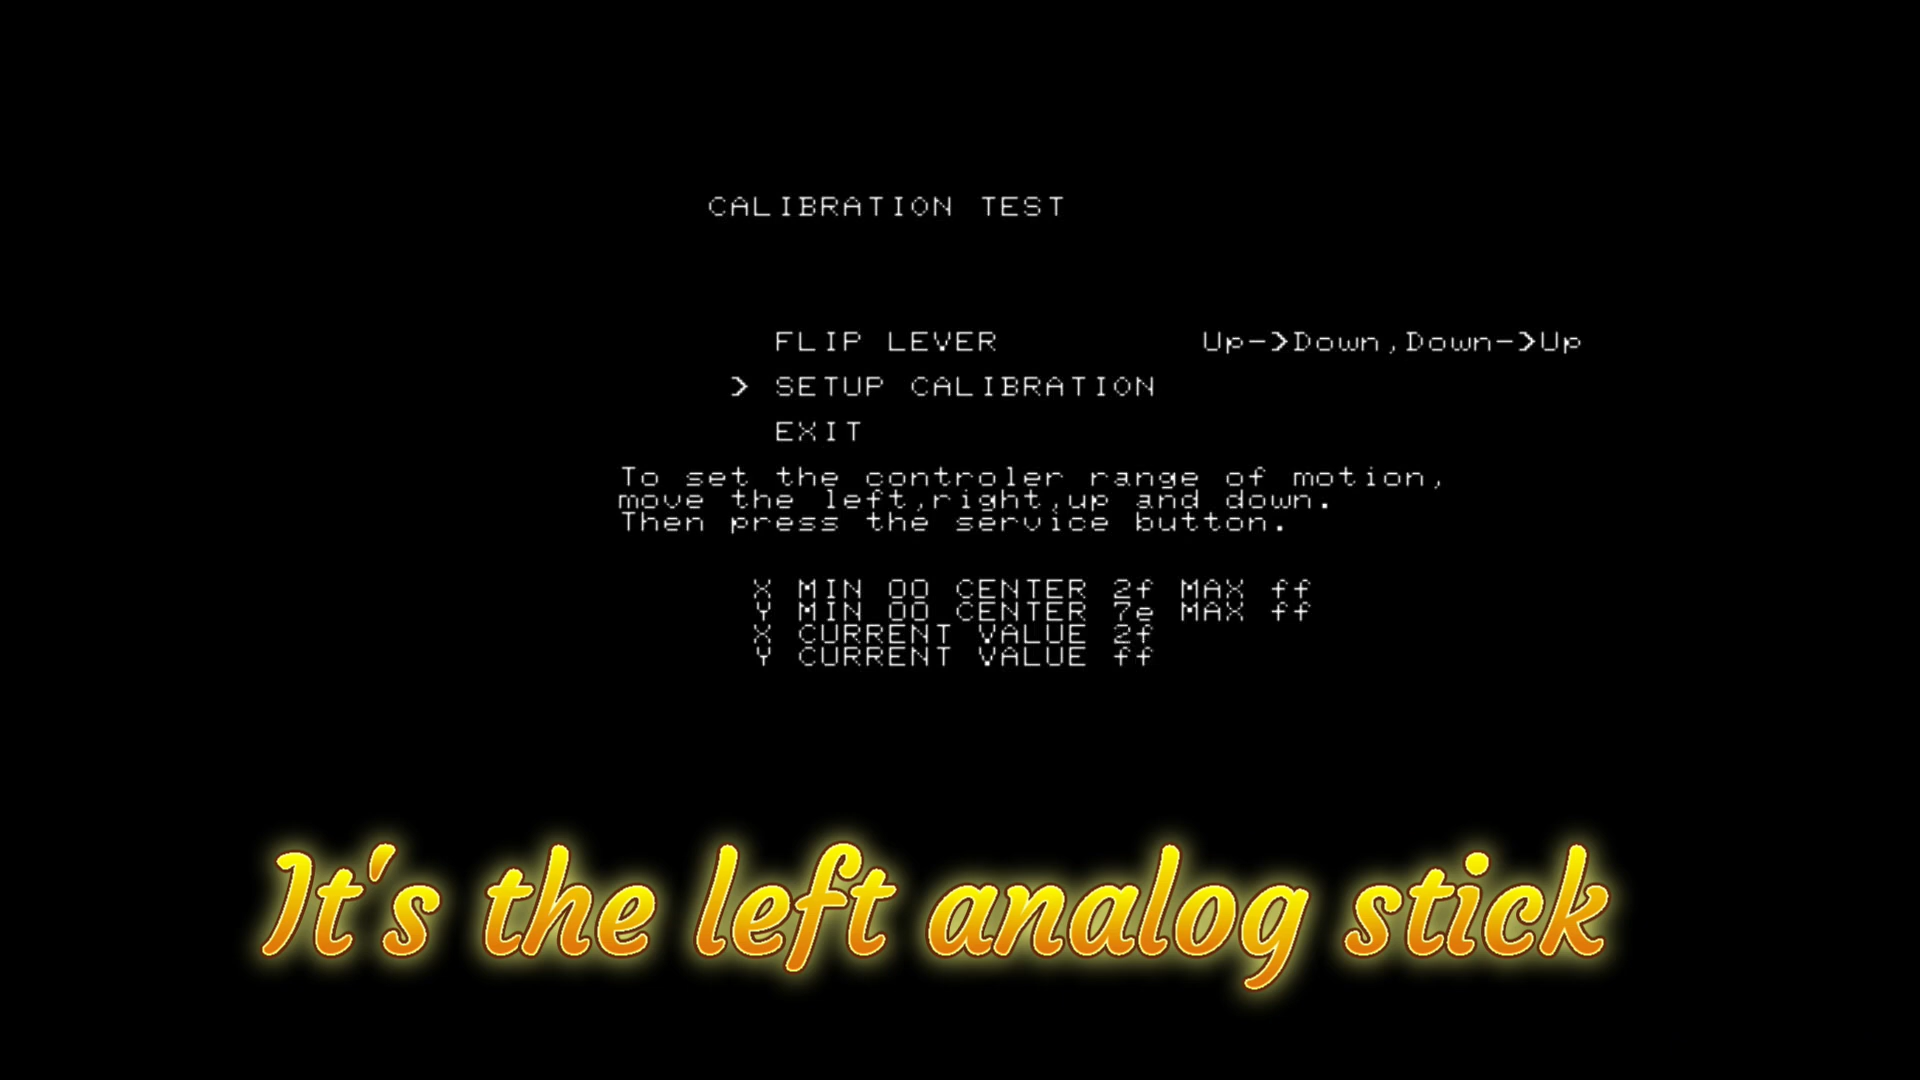 CALIBRATION TEST
FLIP LEVER Up->Down,Down->Up
> SETUP CALIBRATION
EXIT
To set the controler range of motion,
move the left,right,up and down.
Then press the service button.
X MIN 00 CENTER 2f MAX ff
Y MIN 00 CENTER 7e MAX ff
X CURRENT VALUE 2f
Y CURRENT VALUE ff
It's the left analog stick